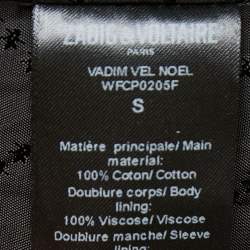 ZADIG & VOLTAIRE
PARIS
VADIM VEL NOEL
WFCP0205F
S
Matière principale/ Main
material:
100% Coton/ Cotton
Doublure corps/ Body
lining:
100% Viscose/ Viscose
Doublure manche/ Sleeve
lining: